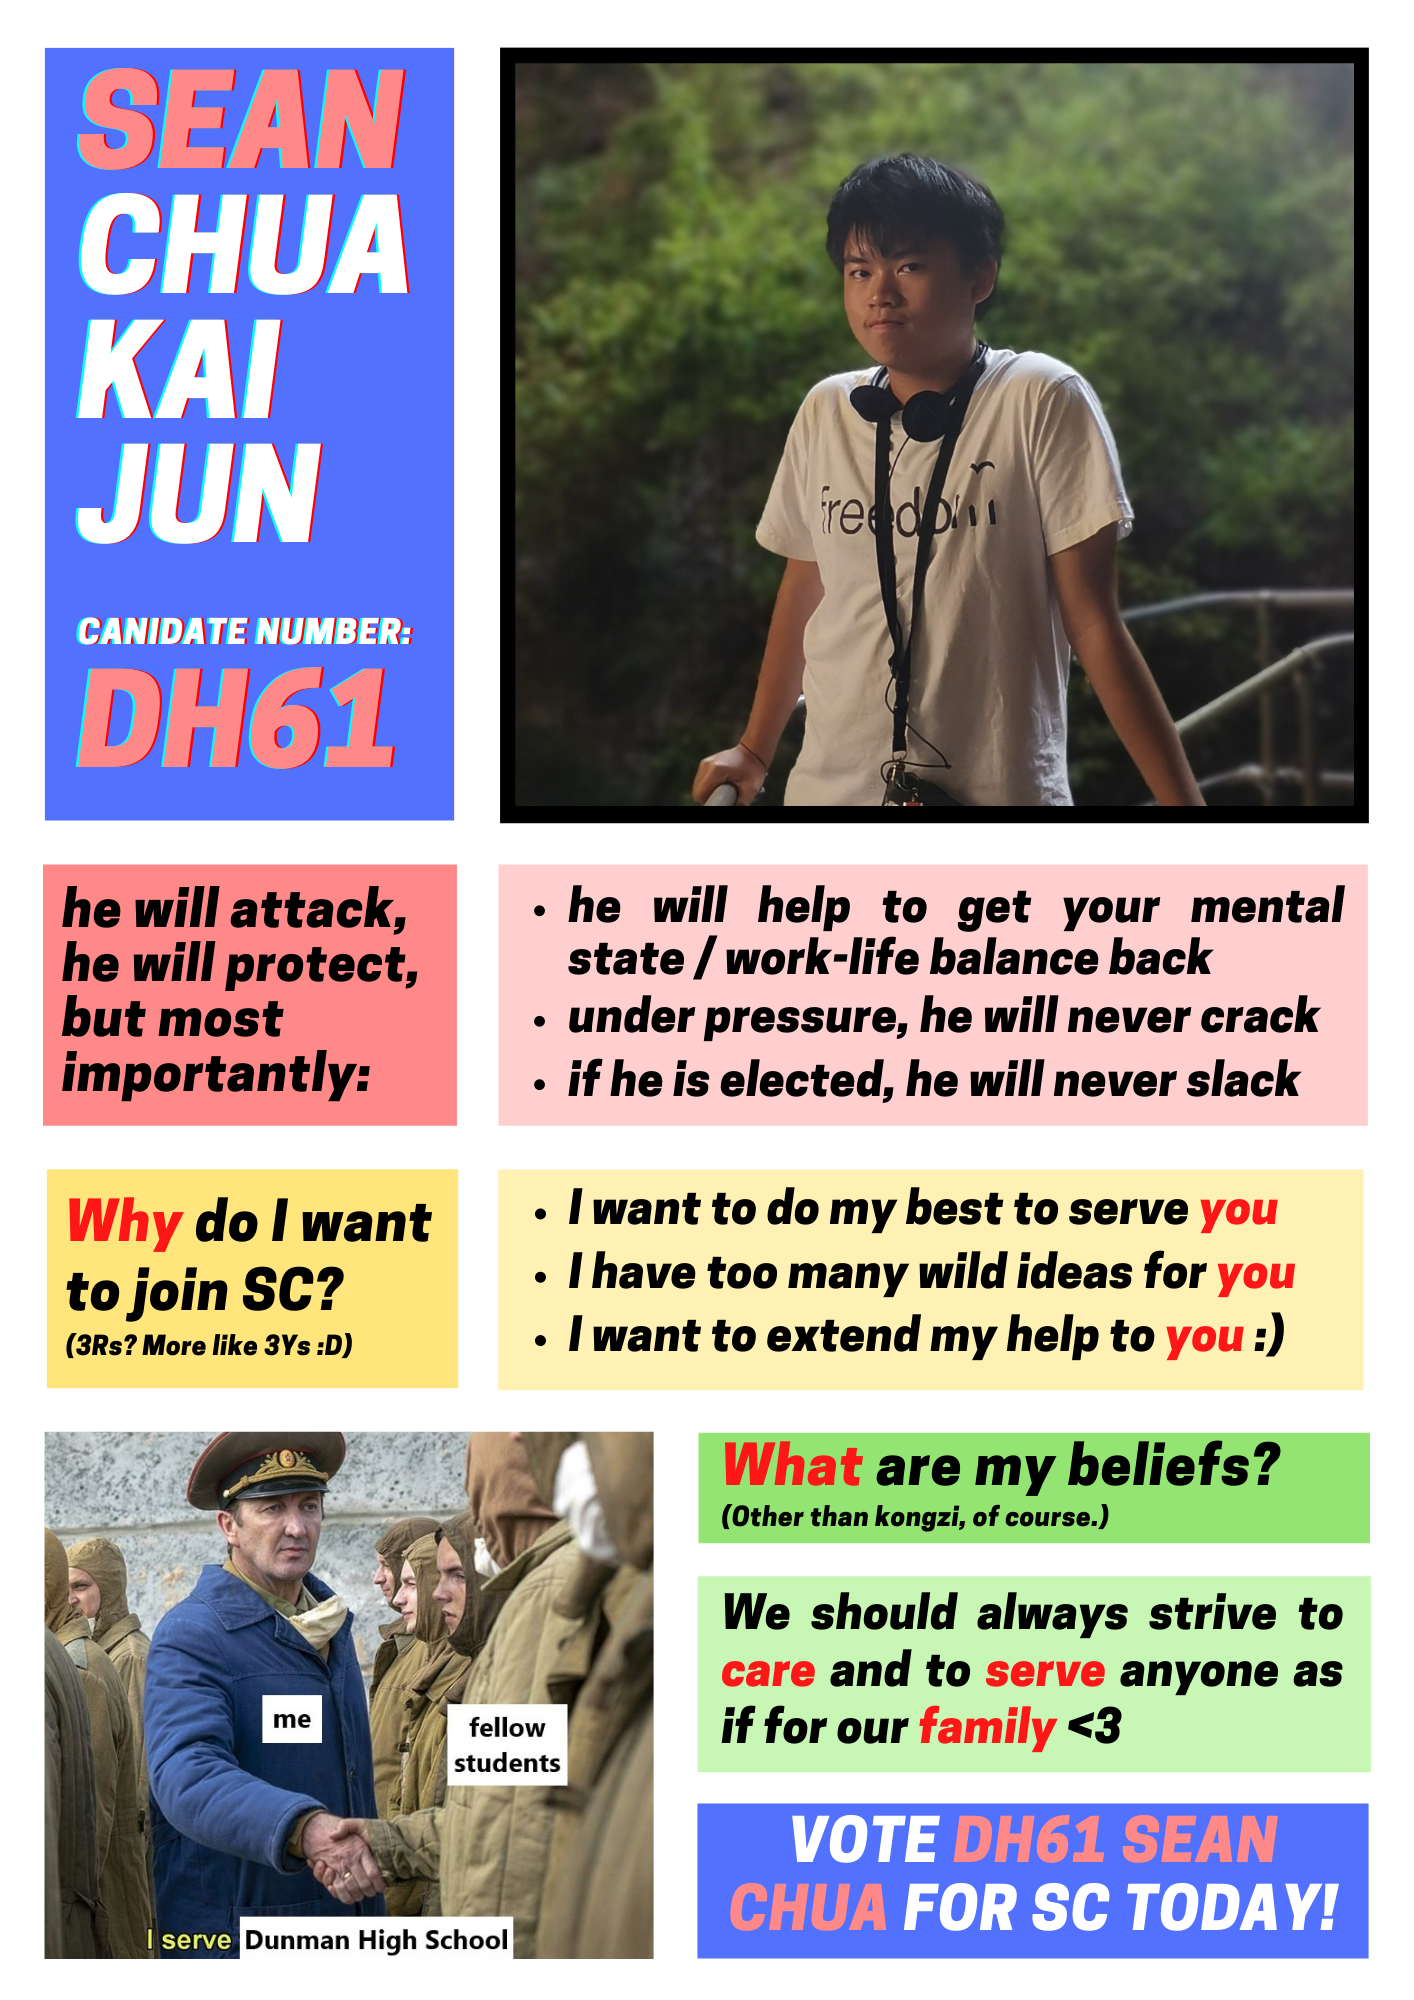 SEAN
CHUA
KAI
JUN
CANIDATE NUMBER:
DH61
freedom
he will attack,
he will protect,
but most
importantly:
• he will help to get your mental
state / work-life balance back
• under pressure, he will never crack
• if he is elected, he will never slack
Why do I want
to join SC?
(3Rs? More like 3Ys :D)
• I want to do my best to serve you
• I have too many wild ideas for you
• I want to extend my help to you :)
me
fellow
students
I serve Dunman High School
What are my beliefs?
(Other than kongzi, of course.)
We should always strive to
care and to serve anyone as
if for our family <3
VOTE DH61 SEAN
CHUA FOR SC TODAY!